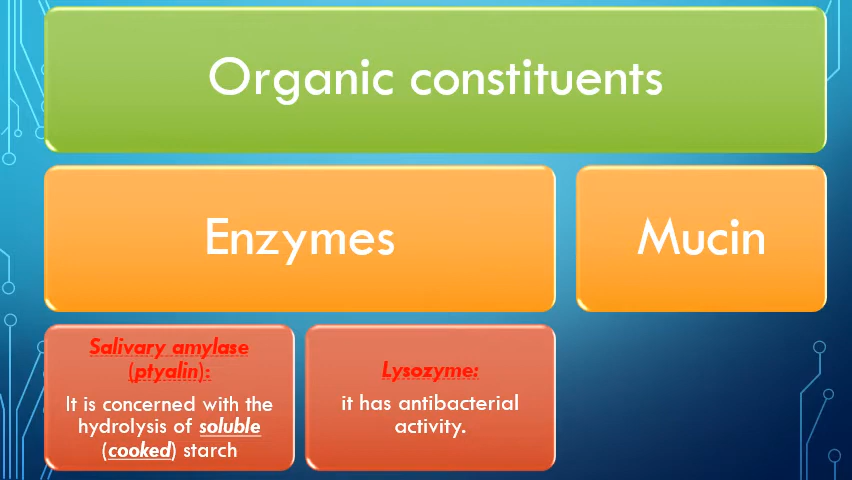 Organic constituents
Enzymes
Mucin
Salivary amylase
(ptyalin):
It is concerned with the
hydrolysis of soluble
(cooked) starch
Lysozyme:
it has antibacterial
activity.